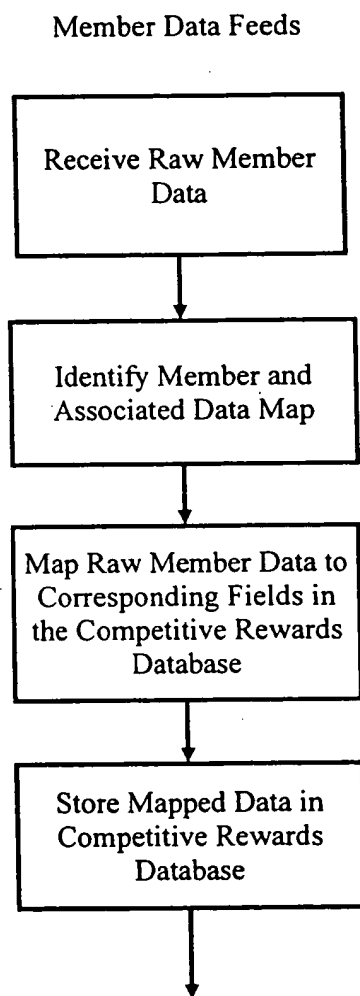 Member Data Feeds
Receive Raw Member
Data
Identify Member and
Associated Data Map
Map Raw Member Data to
Corresponding Fields in
the Competitive Rewards
Database
Store Mapped Data in
Competitive Rewards
Database